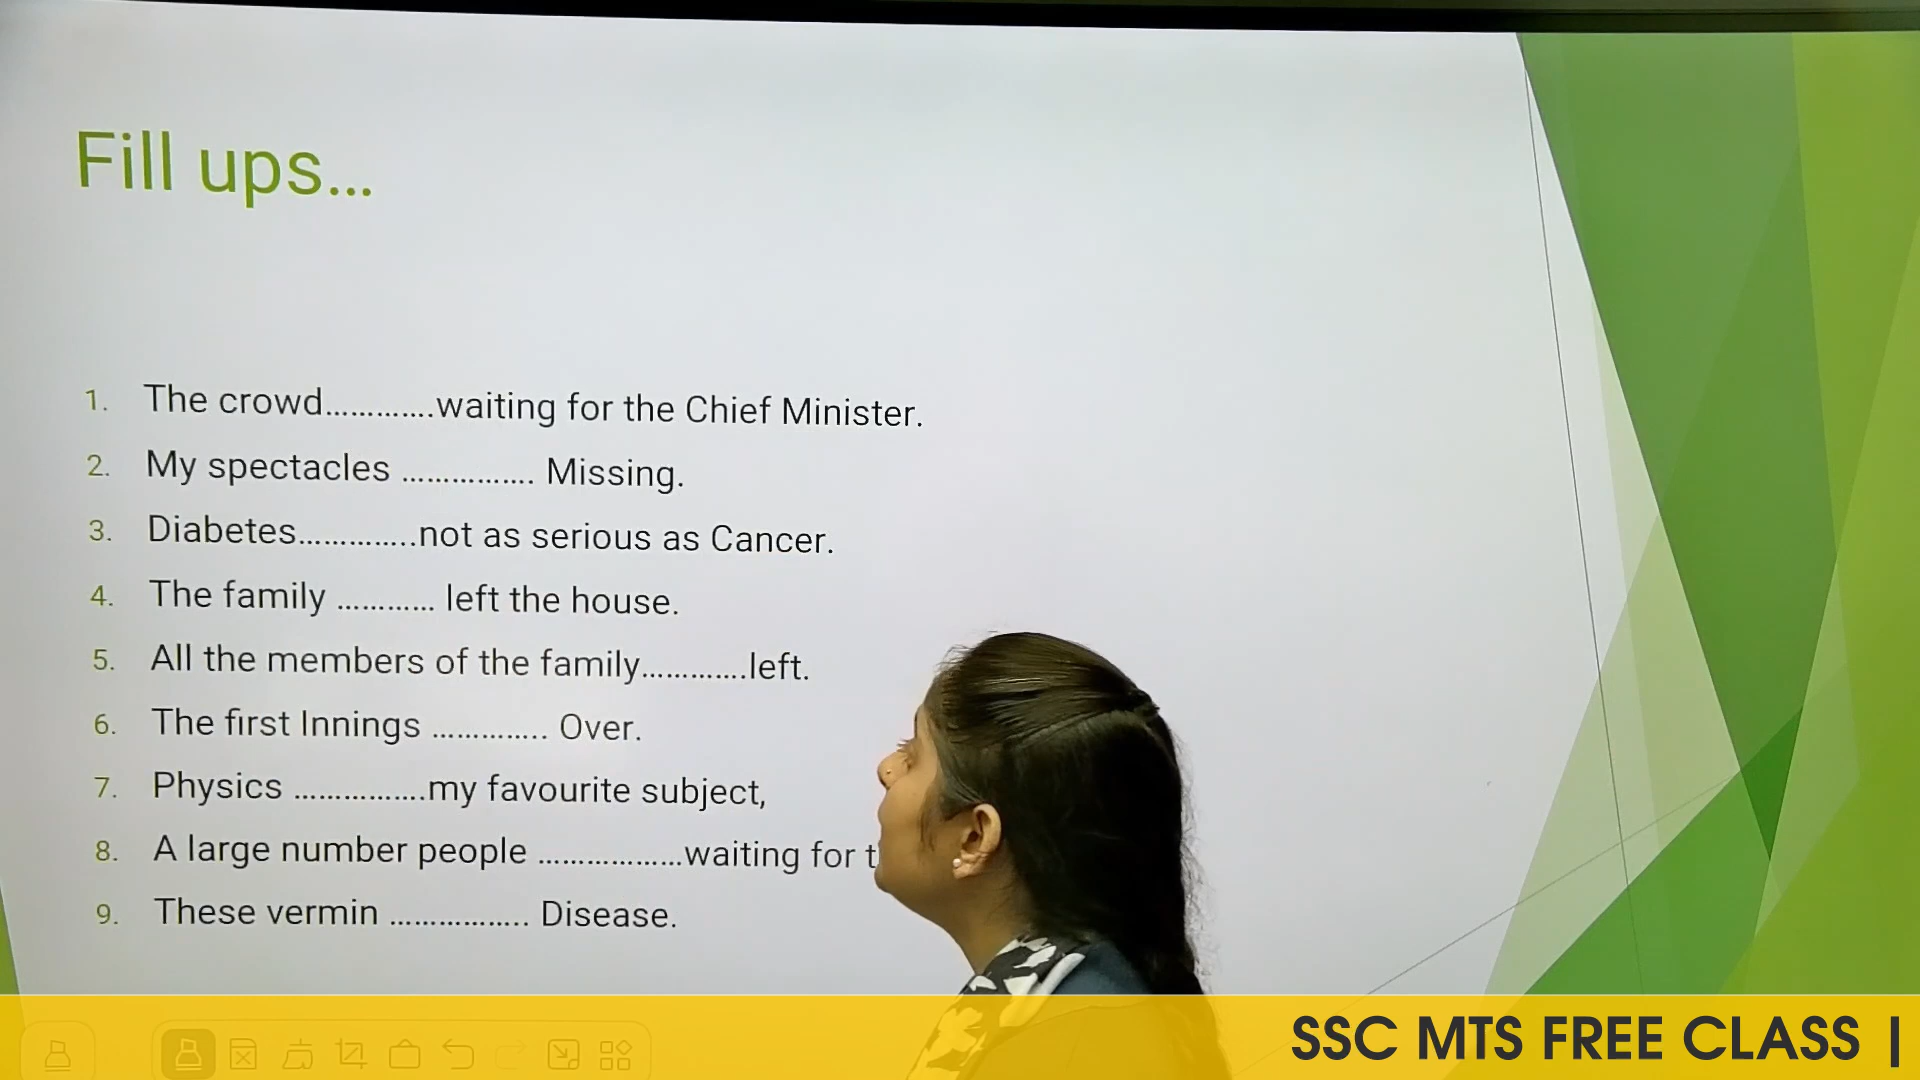 Fill ups...
1. The crowd.............waiting for the Chief Minister.
2. My spectacles ................ Missing.
3. Diabetes..............not as serious as Cancer.
4. The family ............ left the house.
5. All the members of the family.............left.
6. The first Innings .............. Over.
7. Physics ................my favourite subject,
8. A large number people ..................waiting for
9. These vermin ................. Disease.
SSC MTS FREE CLASS |